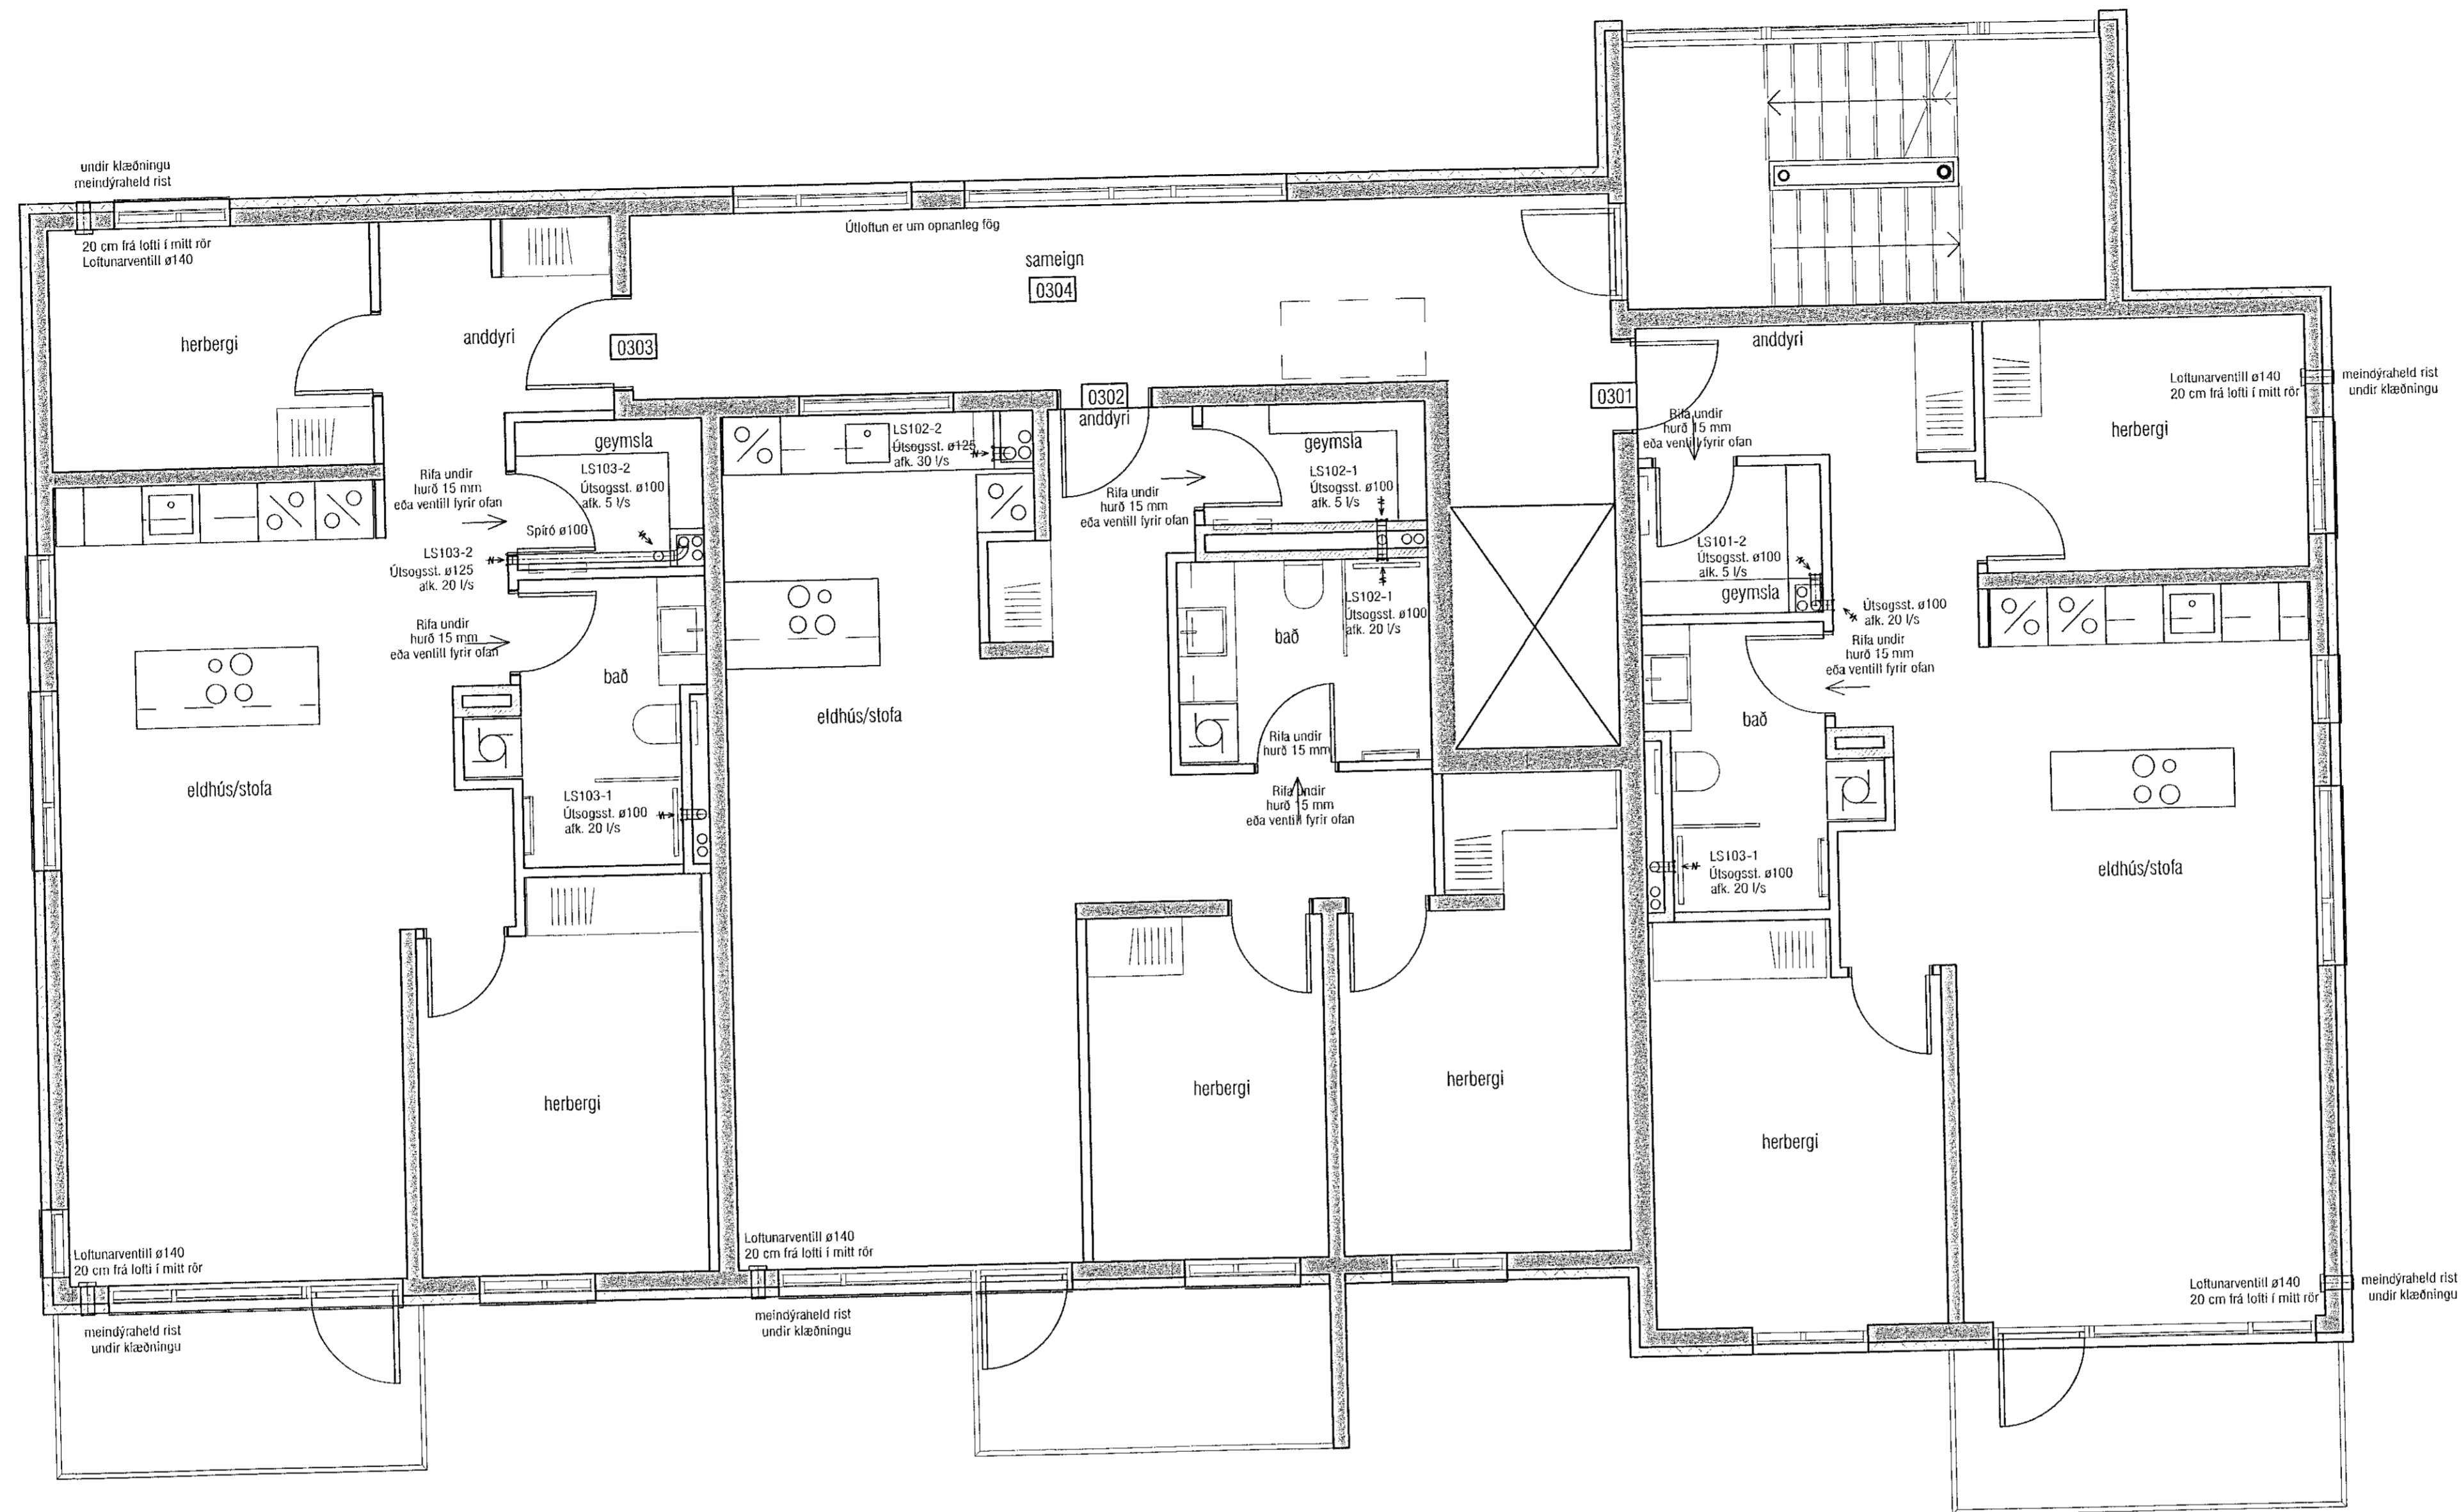 undir klæðningu
meindýraheld rist
20 cm frá lofti í mitt rör
Loftunarventill ø140
Útloftun er um opnanleg fög
sameign
0304
herbergi
anddyri
0303
0302
anddyri
0301
anddyri
Loftunarventill ø140
20 cm frá lofti í mitt rör
meindýraheld rist
undir klæðningu
herbergi
geymsla
LS103-2
Útsogsst. ø100
afk. 5 l/s
Rifa undir
hurð 15 mm
eða ventill fyrir ofan
Spíró ø100
LS103-2
Útsogsst. ø125
afk. 20 l/s
Rifa undir
hurð 15 mm
eða ventill fyrir ofan
bað
LS103-1
Útsogsst. ø100
afk. 20 l/s
eldhús/stofa
herbergi
Loftunarventill ø140
20 cm frá lofti í mitt rör
meindýraheld rist
undir klæðningu
LS102-2
Útsogsst. ø125
afk. 30 l/s
Rifa undir
hurð 15 mm
eða ventill fyrir ofan
geymsla
LS102-1
Útsogsst. ø100
afk. 5 l/s
LS102-1
Útsogsst. ø100
afk. 20 l/s
bað
Rifa undir
hurð 15 mm
Rifa undir
hurð 15 mm
eða ventill fyrir ofan
eldhús/stofa
herbergi
herbergi
Loftunarventill ø140
20 cm frá lofti í mitt rör
meindýraheld rist
undir klæðningu
Rifa undir
hurð 15 mm
eða ventill fyrir ofan
LS101-2
Útsogsst. ø100
afk. 5 l/s
geymsla
Útsogsst. ø100
afk. 20 l/s
Rifa undir
hurð 15 mm
eða ventill fyrir ofan
bað
LS103-1
Útsogsst. ø100
afk. 20 l/s
eldhús/stofa
herbergi
Loftunarventill ø140
20 cm frá lofti í mitt rör
meindýraheld rist
undir klæðningu